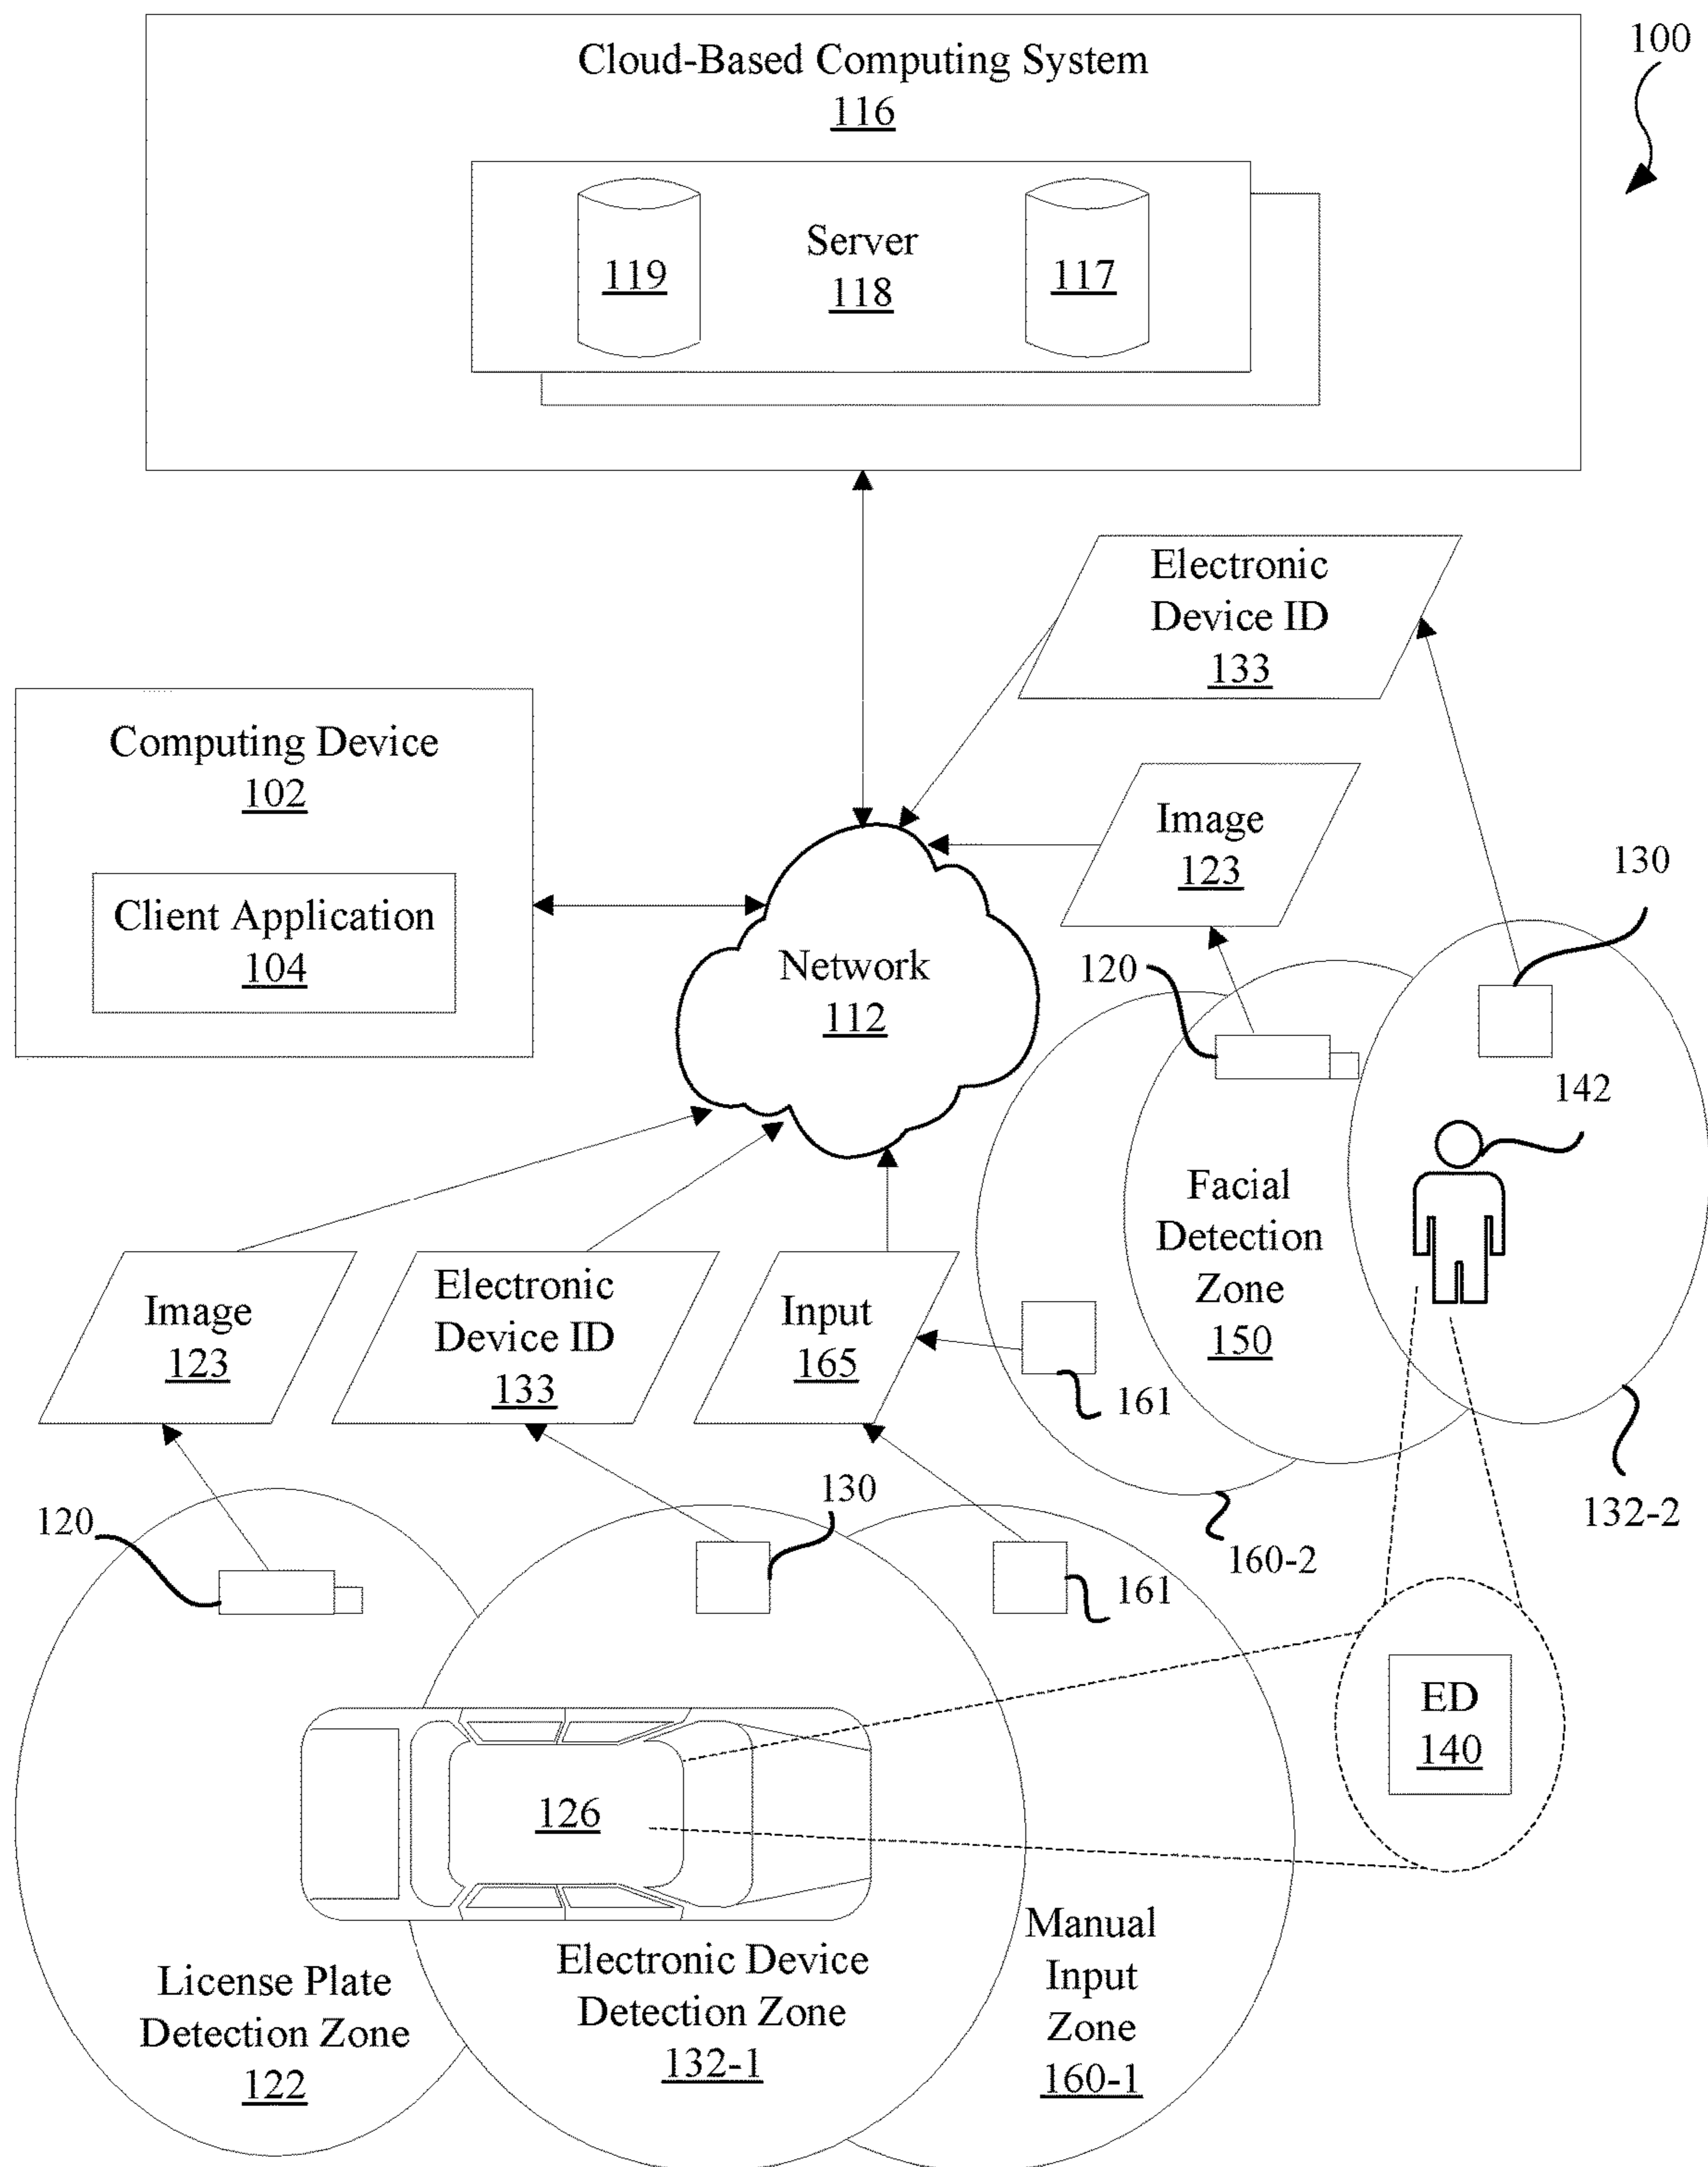 Cloud-Based Computing System
116
100
Server
118
119
117
Electronic
Device ID
133
Computing Device
102
Client Application
104
Image
123
130
Network
112
120
142
Facial
Detection
Zone
150
Image
123
Electronic
Device ID
133
Input
165
161
132-2
160-2
120
130
161
ED
140
126
License Plate
Detection Zone
122
Electronic Device
Detection Zone
132-1
Manual
Input
Zone
160-1